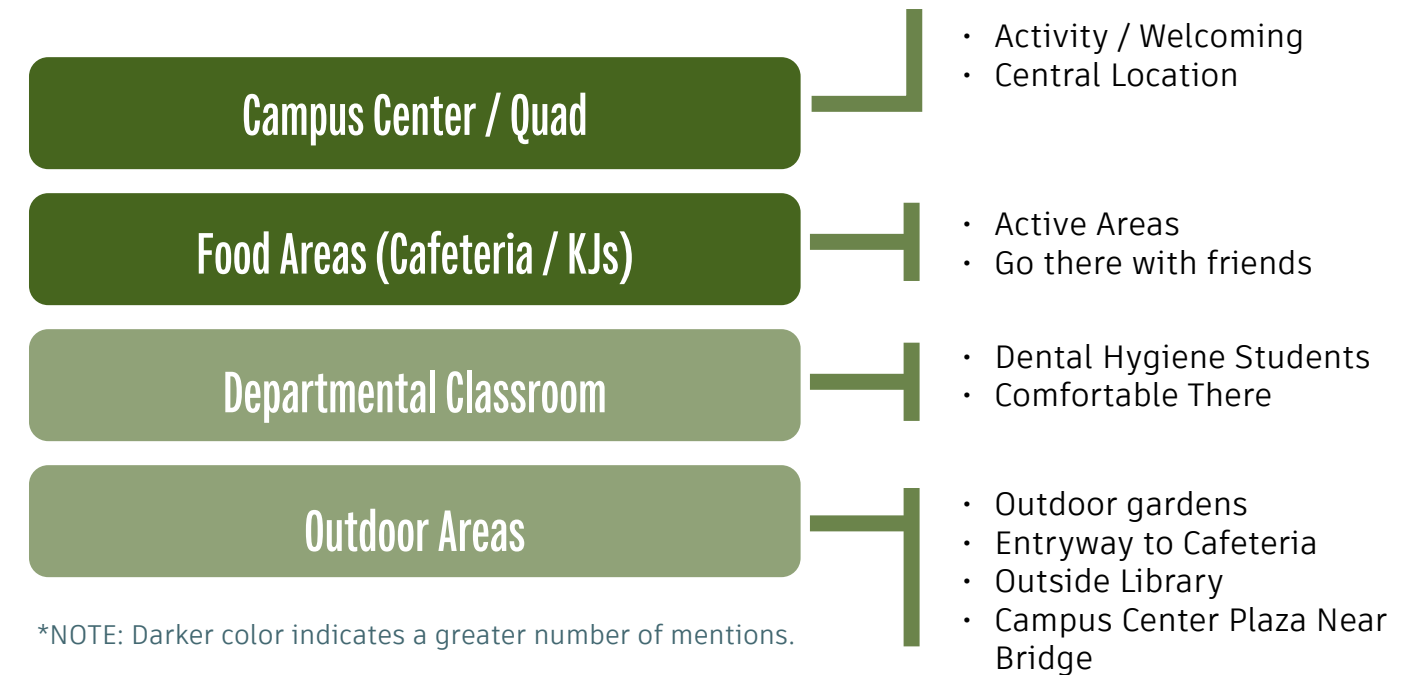 Campus Center / Quad
• Activity / Welcoming
• Central Location
Food Areas (Cafeteria / KJs)
• Active Areas
• Go there with friends
Departmental Classroom
• Dental Hygiene Students
• Comfortable There
Outdoor Areas
• Outdoor gardens
• Entryway to Cafeteria
• Outside Library
• Campus Center Plaza Near
Bridge
*NOTE: Darker color indicates a greater number of mentions.